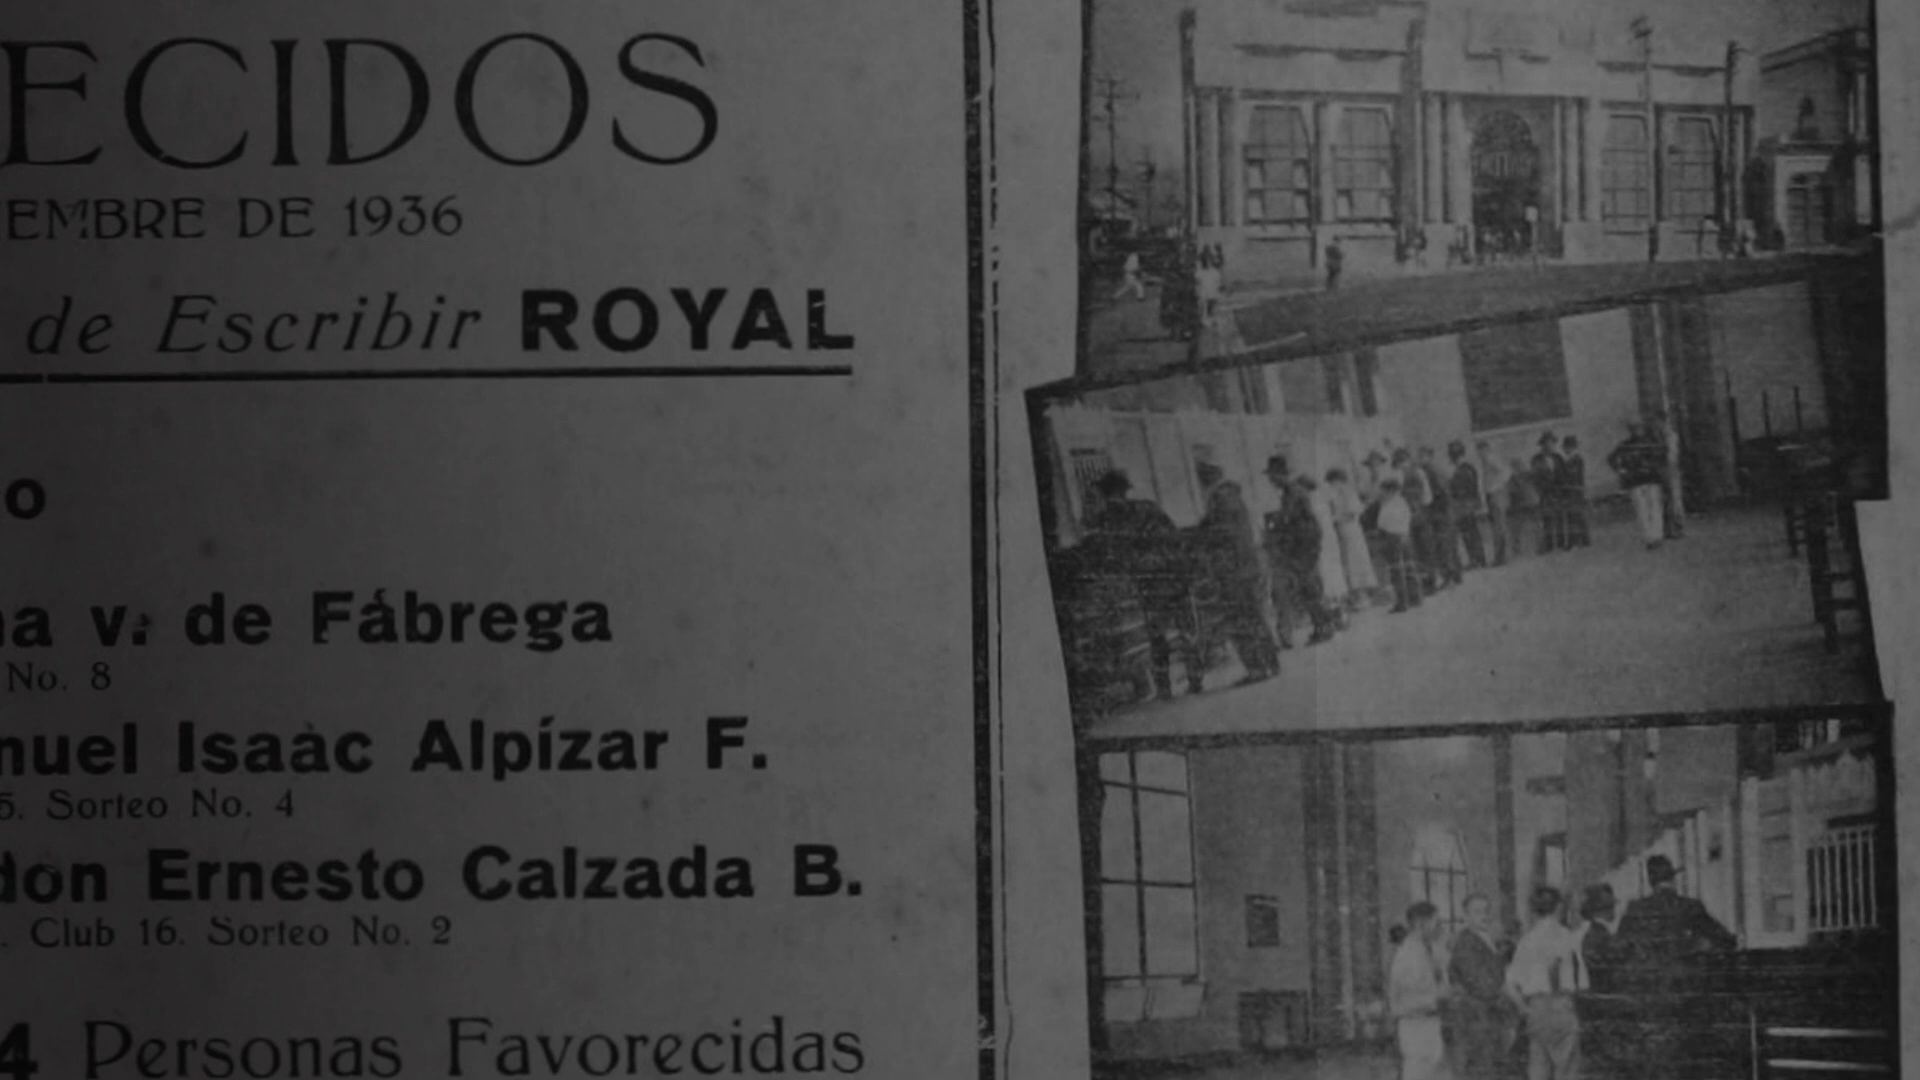 ECIDOS
EMBRE DE 1936
de Escribir ROYAL
o
na v. de Fábrega
No. 8
nuel Isaac Alpízar F.
5. Sorteo No. 4
don Ernesto Calzada B.
. Club 16. Sorteo No. 2
4 Personas Favorecidas